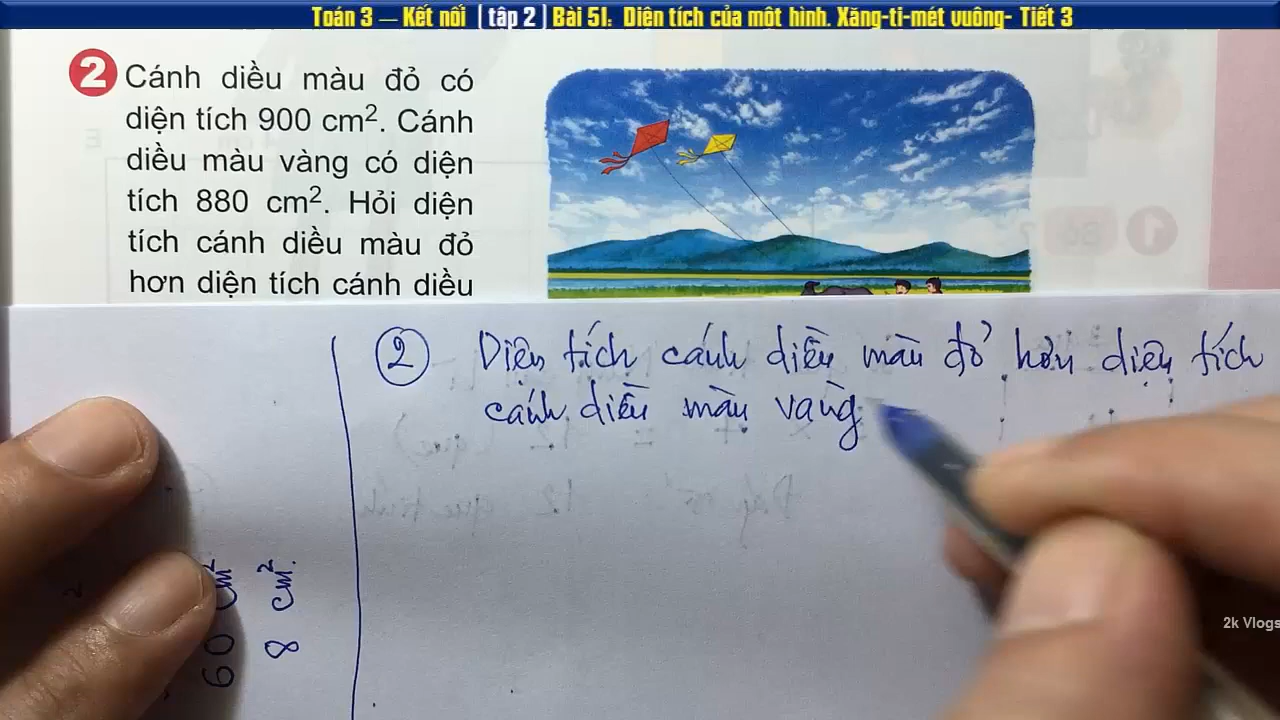 Toán 3 – Kết nối (tập 2) Bài 51: Diện tích của một hình. Xăng-ti-mét vuông- Tiết 3
2 Cánh diều màu đỏ có
diện tích 900 cm². Cánh
diều màu vàng có diện
tích 880 cm². Hỏi diện
tích cánh diều màu đỏ
hơn diện tích cánh diều
2 Diện tích cánh diều màu đỏ hơn diện tích
cánh diều màu vàng
60 cm²
8 cm².
2k Vlogs